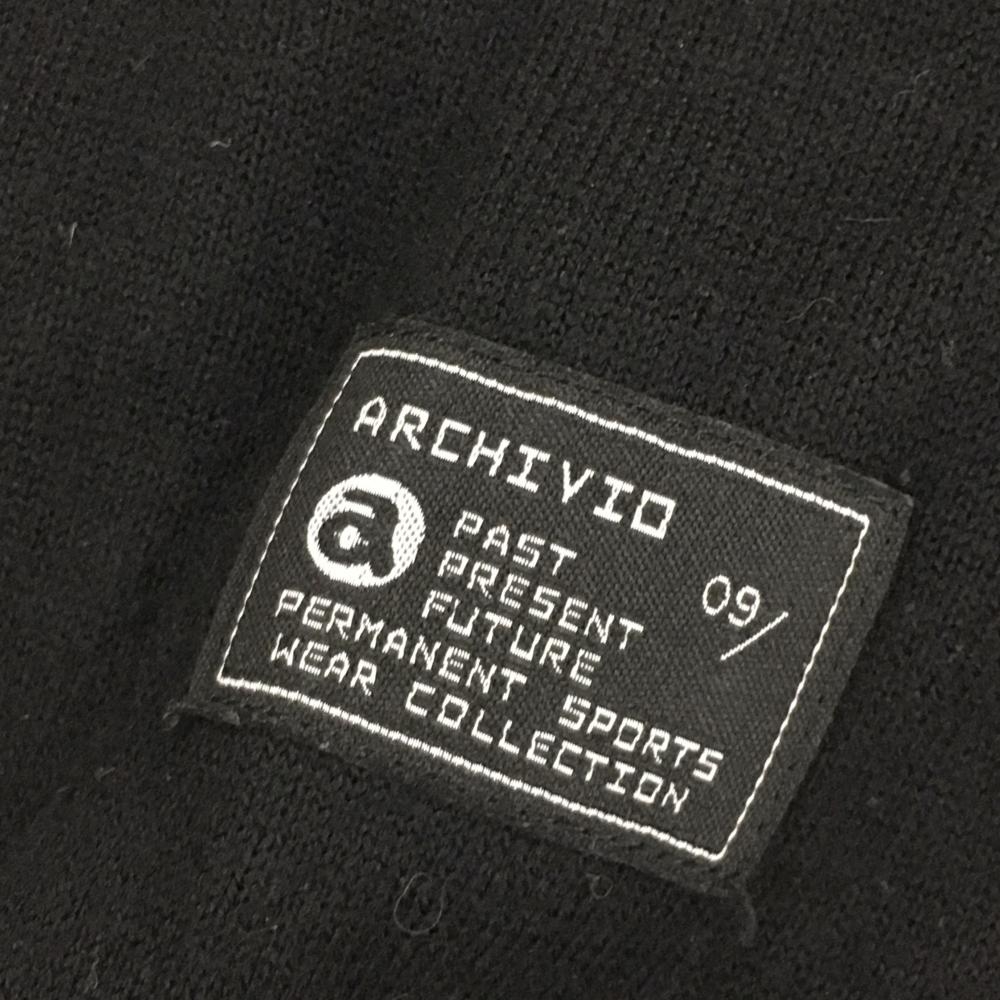 ARCHIVIO
a
PAST
PRESENT
FUTURE
09/
PERMANENT SPORTS
WEAR COLLECTION